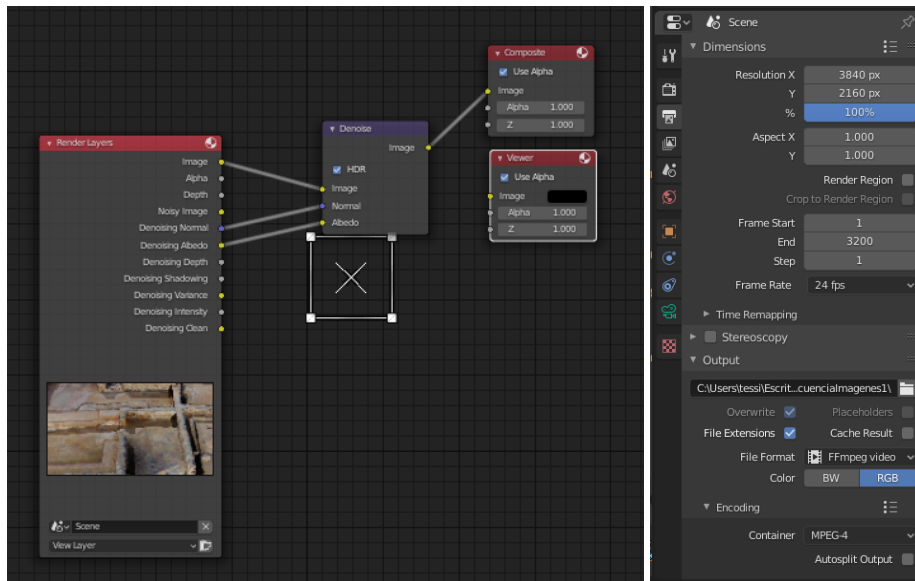 Render Layers
Image
Alpha
Depth
Noisy Image
Denoising Normal
Denoising Albedo
Denoising Depth
Denoising Shadowing
Denoising Variance
Denoising Intensity
Denoising Clean
Scene
View Layer
Denoise
Image
HDR
Image
Normal
Albedo
Composite
Use Alpha
Image
Alpha 1.000
Z 1.000
Viewer
Use Alpha
Image
Alpha 1.000
Z 1.000
Scene
Dimensions
Resolution X 3840 px
Y 2160 px
% 100%
Aspect X 1.000
Y 1.000
Render Region
Crop to Render Region
Frame Start 1
End 3200
Step 1
Frame Rate 24 fps
Time Remapping
Stereoscopy
Output
C:\Users\tessi\Escrit...cuenciaImagenes1\
Overwrite Placeholders
File Extensions Cache Result
File Format FFmpeg video
Color BW RGB
Encoding
Container MPEG-4
Autosplit Output